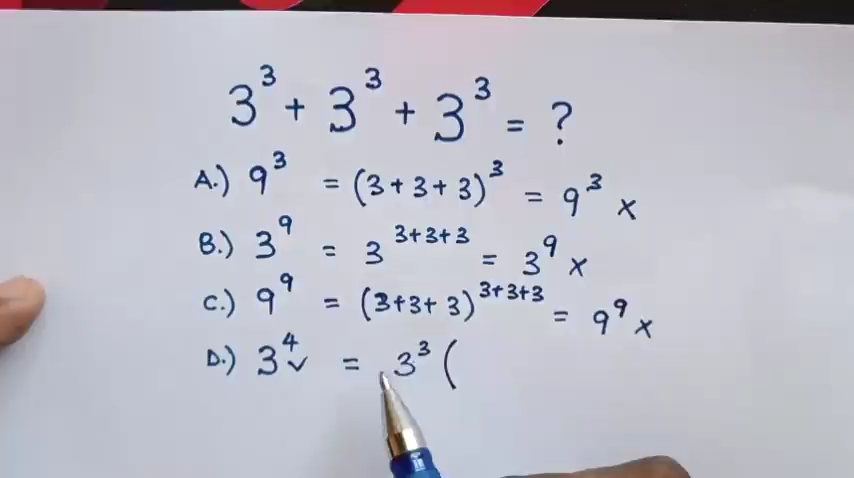 3³ + 3³ + 3³ = ?
A.) 9³ = (3+3+3)³ = 9³ ×
B.) 3⁹ = 3³⁺³⁺³ = 3⁹ ×
C.) 9⁹ = (3+3+3)³⁺³⁺³ = 9⁹ ×
D.) 3⁴ ✓ = 3³ (